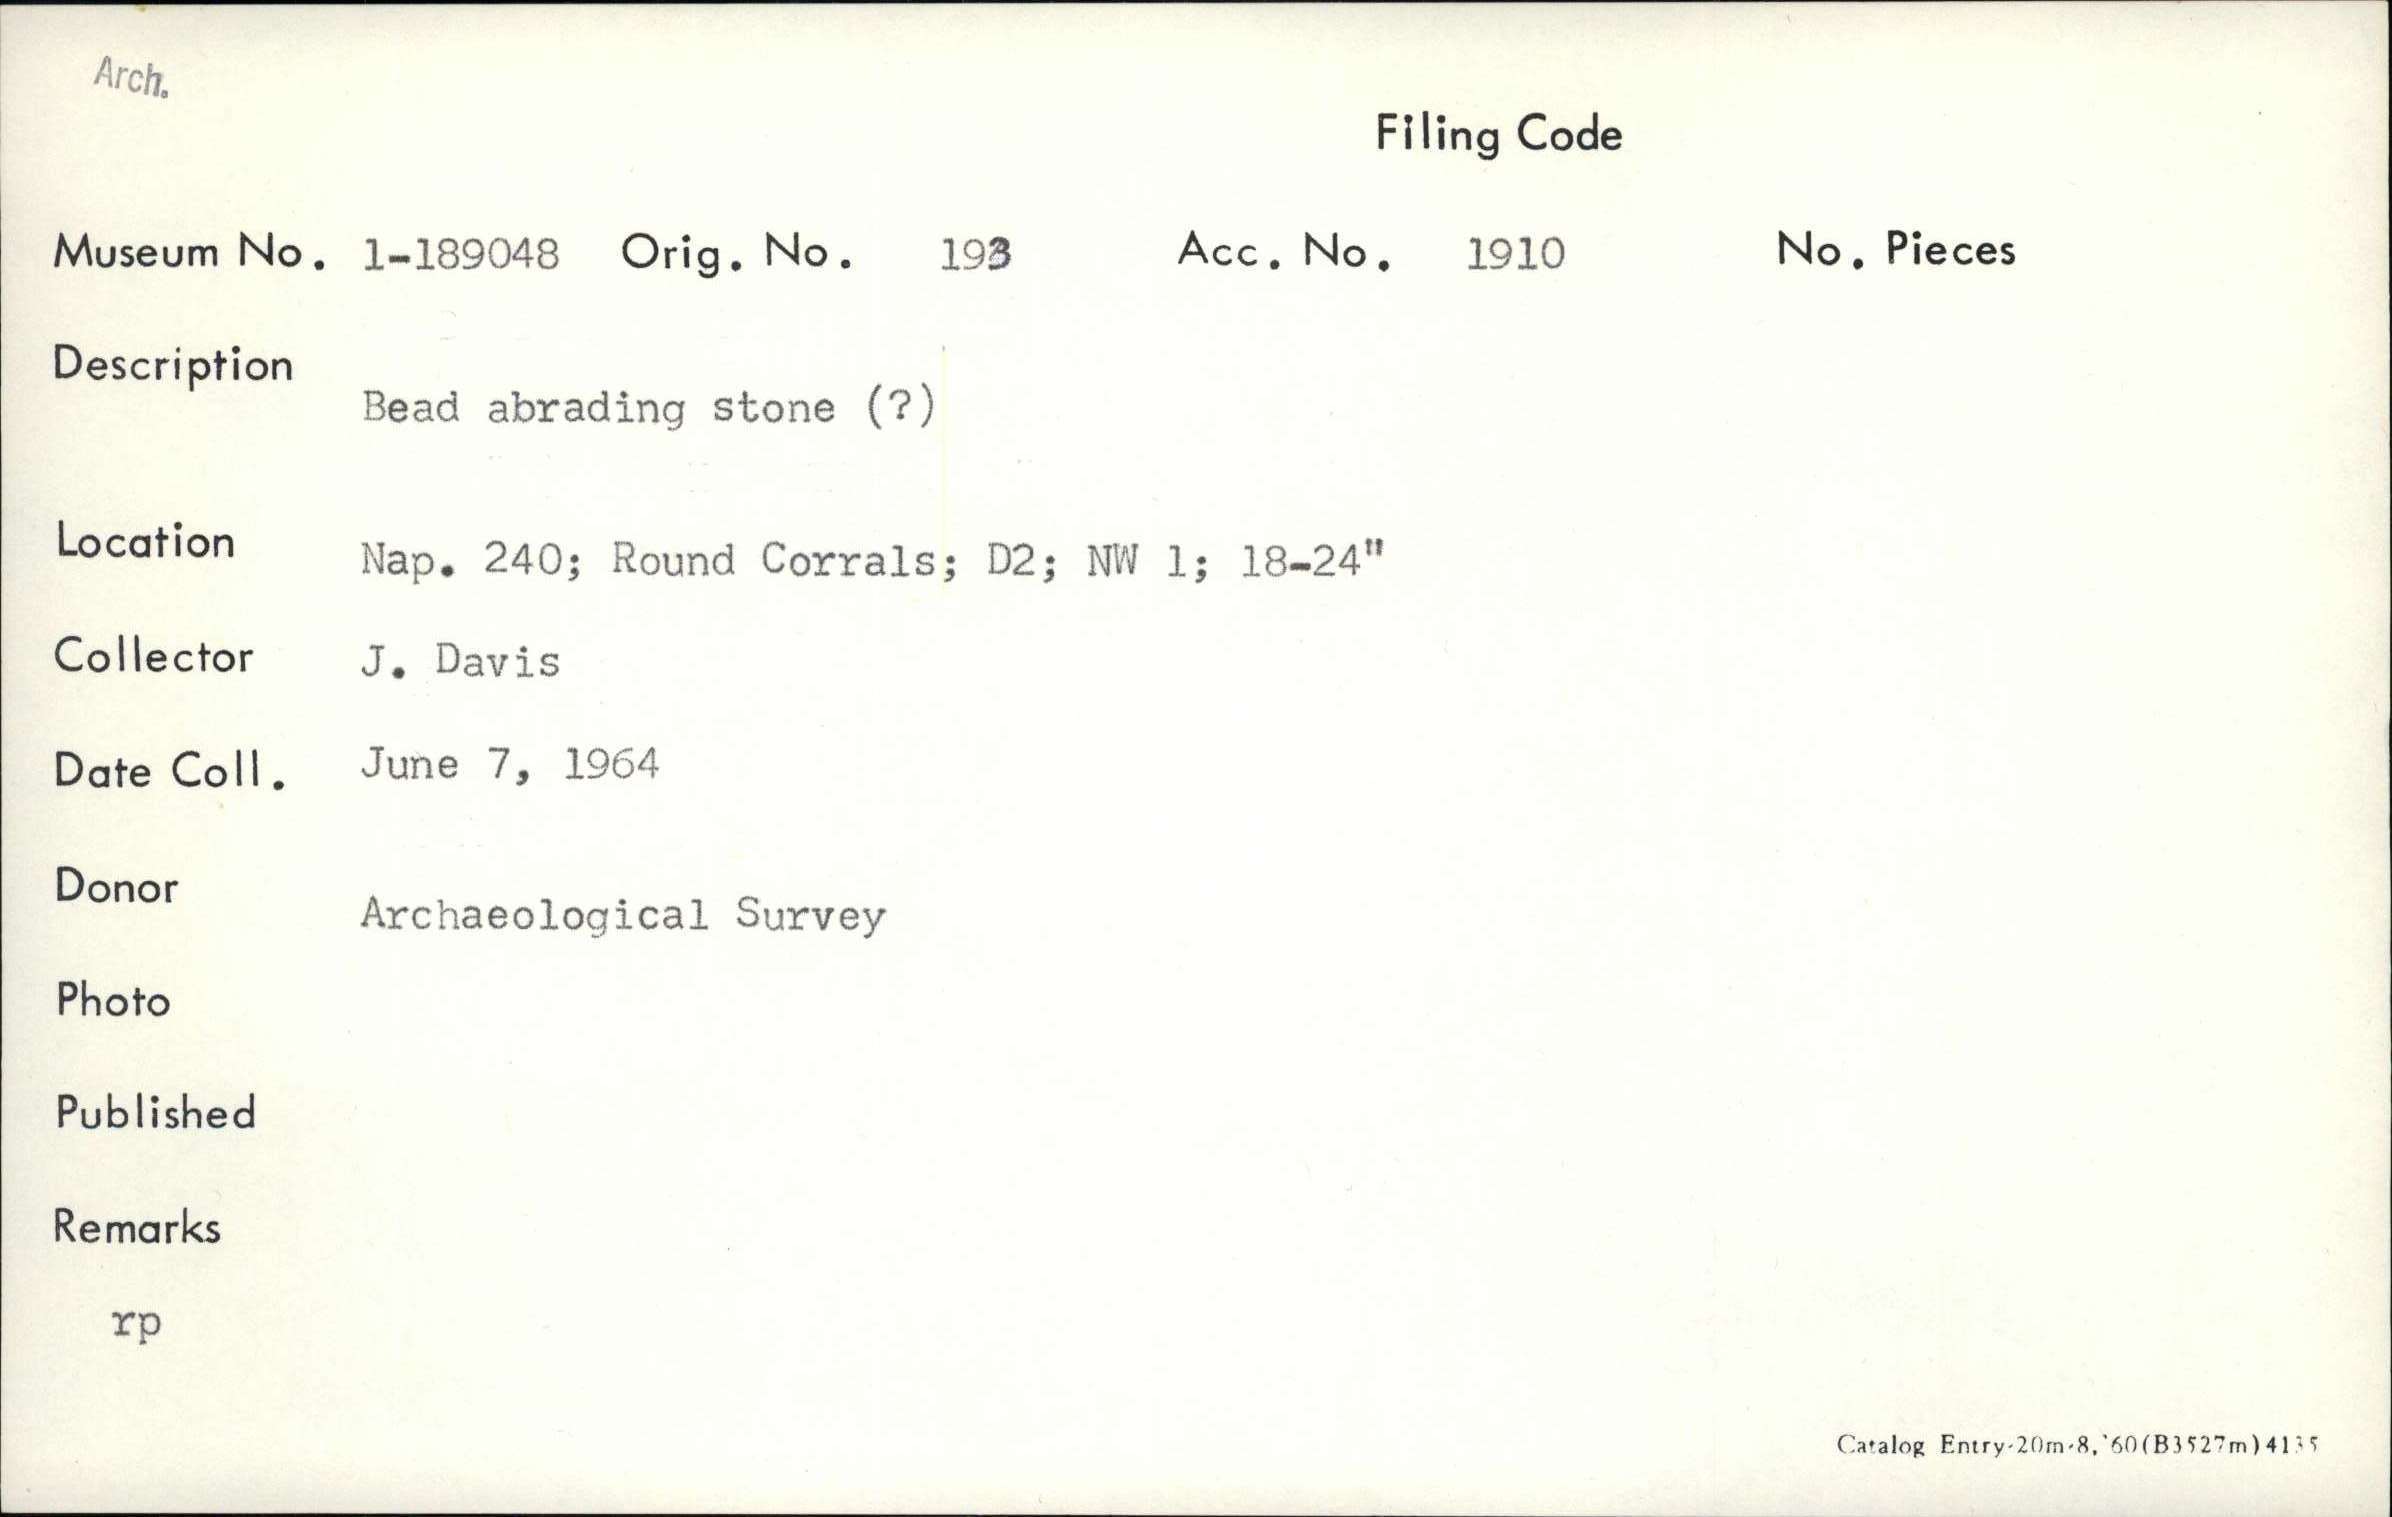 Arch.
Filing Code
Museum No. 1-189048 Orig. No. 193 Acc. No. 1910 No. Pieces
Description
Bead abrading stone (?)
Location
Nap. 240; Round Corrals; D2; NW 1; 18-24"
Collector J. Davis
Date Coll. June 7, 1964
Donor
Archaeological Survey
Photo
Published
Remarks
rp
Catalog Entry-20m-8,'60(B3527m)4135